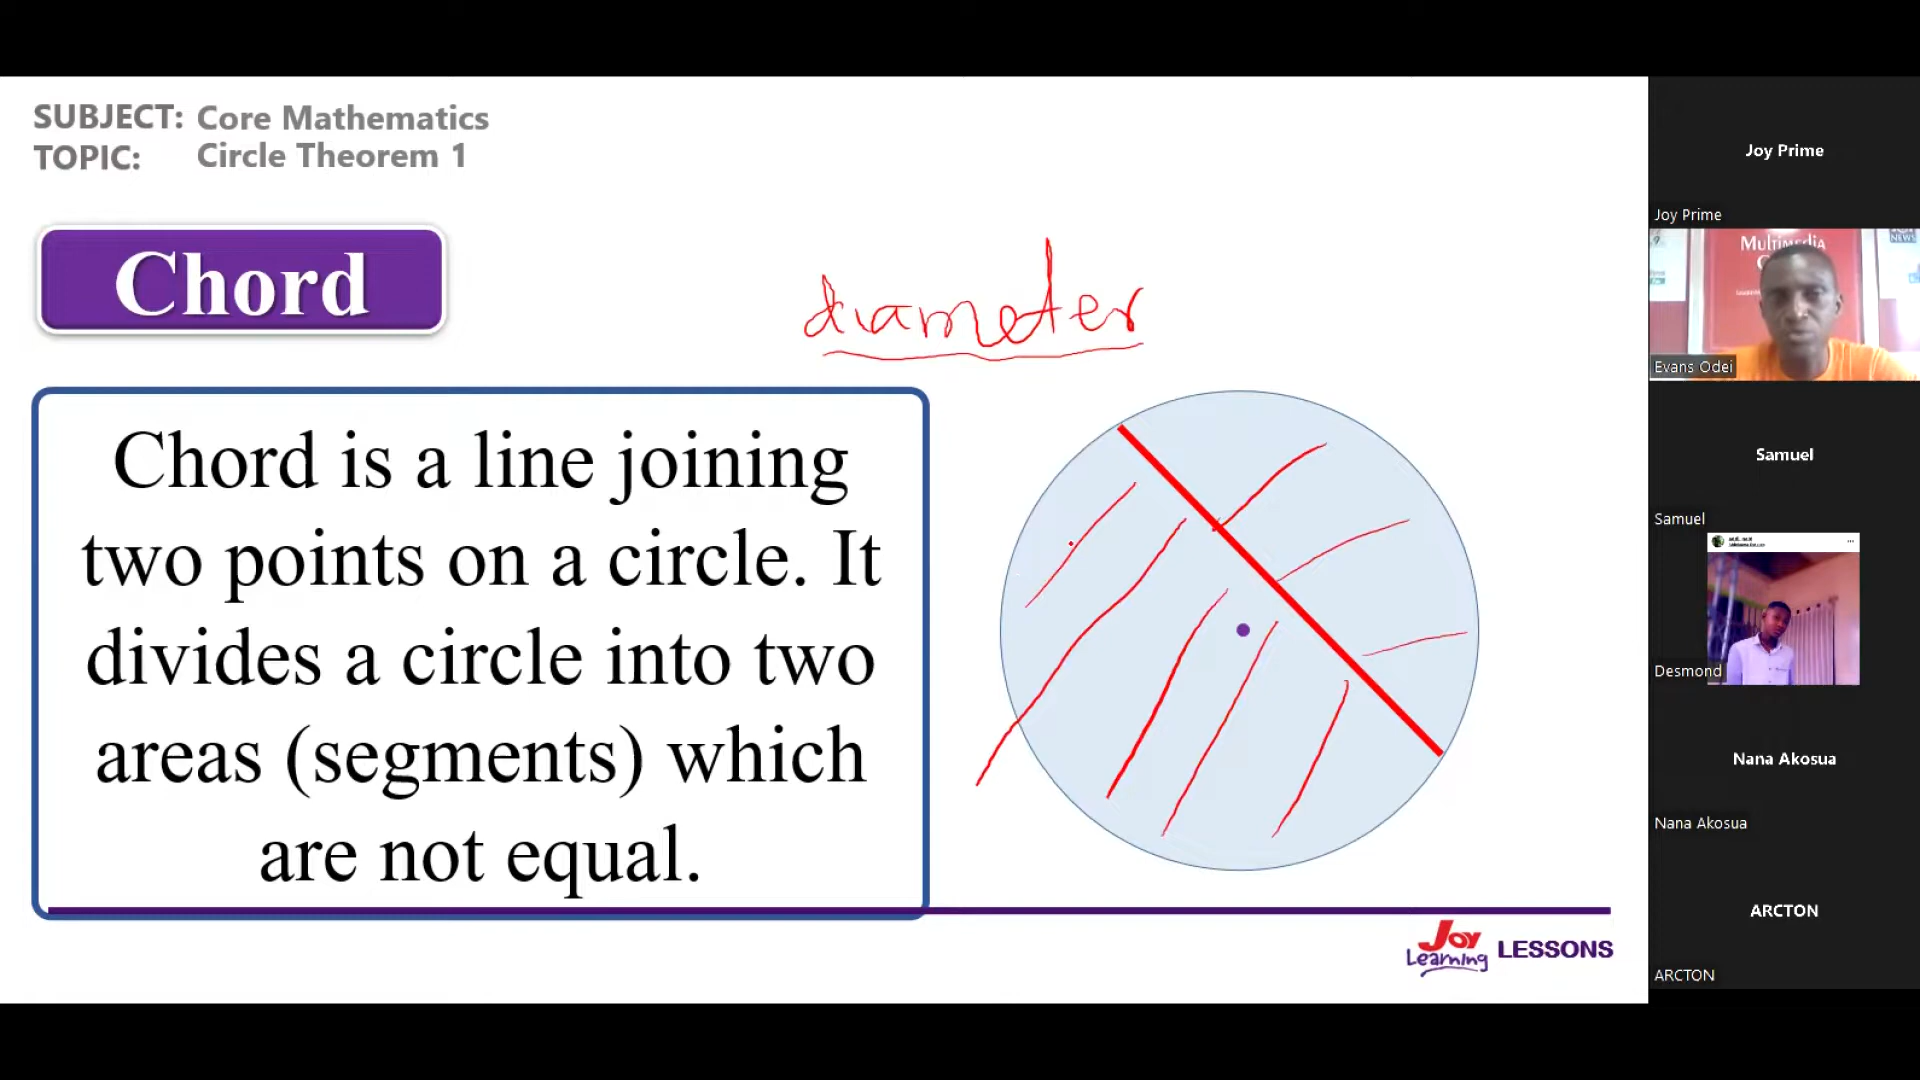 SUBJECT: Core Mathematics
TOPIC: Circle Theorem 1
Chord
diameter
Chord is a line joining
two points on a circle. It
divides a circle into two
areas (segments) which
are not equal.
Joy Learning LESSONS
Joy Prime
Joy Prime
Multimedia
NEWS
Evans Odei
Samuel
Samuel
Desmond
Nana Akosua
Nana Akosua
ARCTON
ARCTON